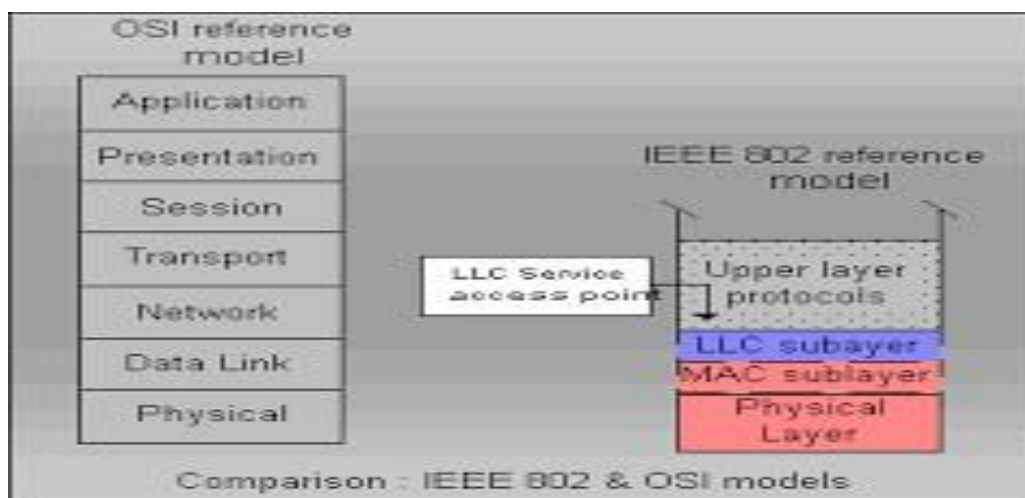 OSI reference
model
Application
Presentation
Session
Transport
Network
Data Link
Physical
IEEE 802 reference
model
LLC Service
access point
Upper layer
protocols
LLC subayer
MAC sublayer
Physical
Layer
Comparison : IEEE 802 & OSI models